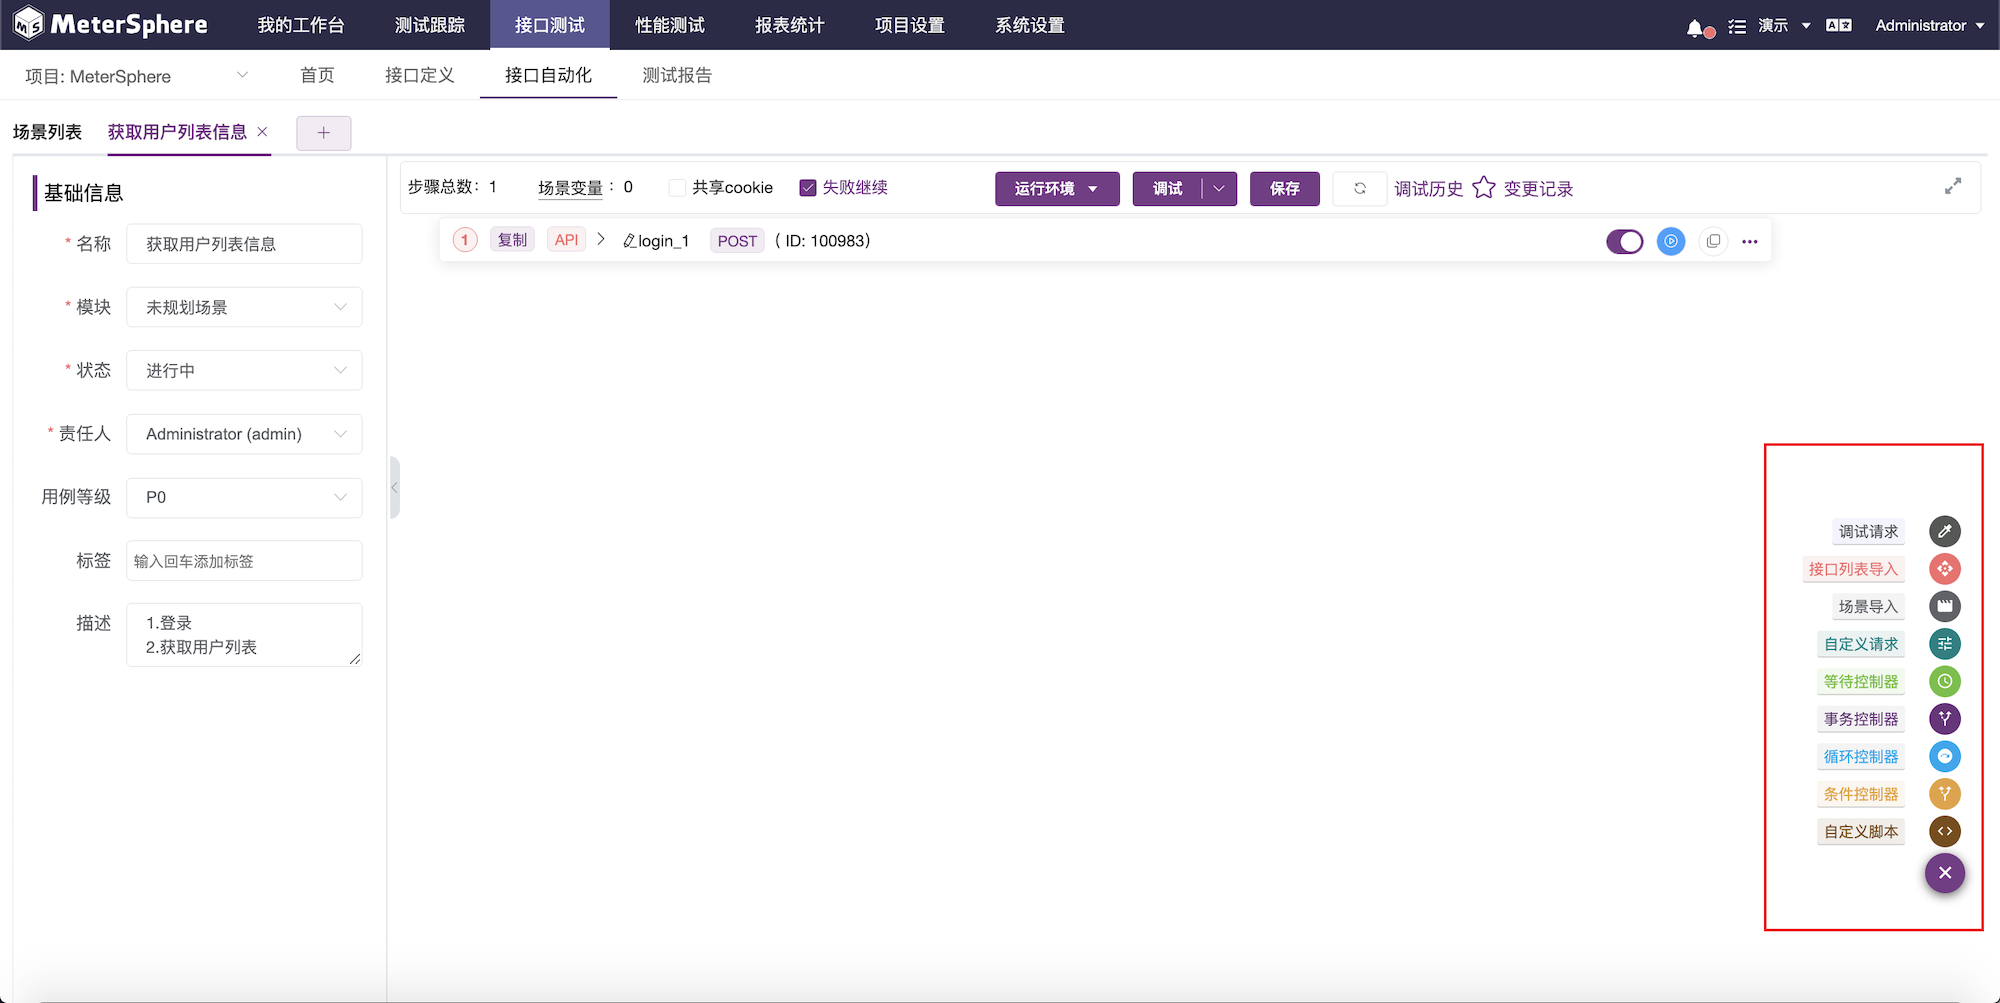 MeterSphere 我的工作台 测试跟踪 接口测试 性能测试 报表统计 项目设置 系统设置 演示 Administrator
项目: MeterSphere 首页 接口定义 接口自动化 测试报告
场景列表 获取用户列表信息 × +
基础信息
* 名称 获取用户列表信息
* 模块 未规划场景
* 状态 进行中
* 责任人 Administrator (admin)
用例等级 P0
标签 输入回车添加标签
描述 1.登录
2.获取用户列表
步骤总数: 1 场景变量 : 0 共享cookie 失败继续 运行环境 调试 保存 调试历史 变更记录
1 复制 API login_1 POST ( ID: 100983)
调试请求
接口列表导入
场景导入
自定义请求
等待控制器
事务控制器
循环控制器
条件控制器
自定义脚本